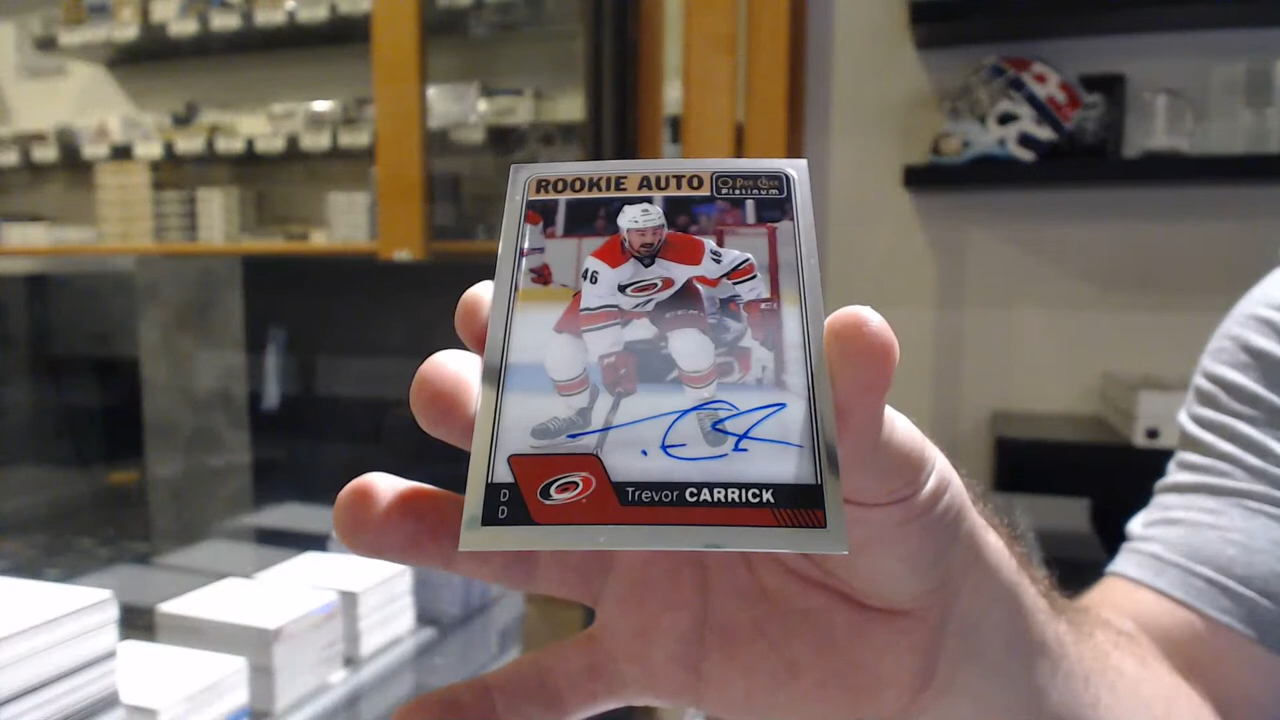 ROOKIE AUTO
O-Pee-Chee
Platinum
46
46
D
D
Trevor CARRICK